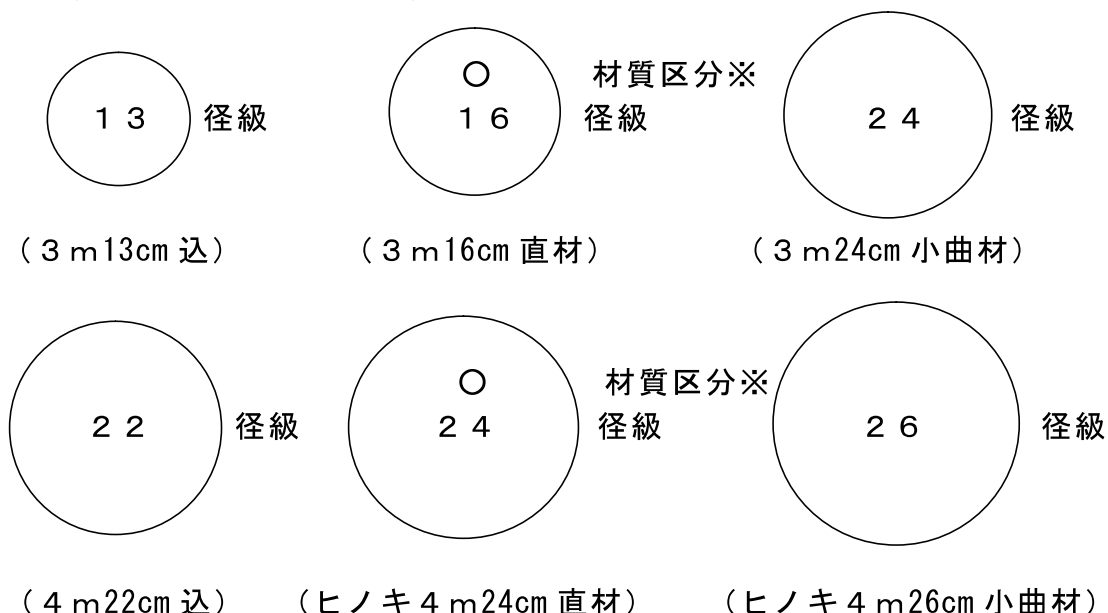 ○ 材質区分※
１３ 径級 １６ 径級 ２４ 径級
（３ｍ13cm 込） （３ｍ16cm 直材） （３ｍ24cm 小曲材）
○ 材質区分※
２２ 径級 ２４ 径級 ２６ 径級
（４ｍ22cm 込） （ヒノキ４ｍ24cm 直材） （ヒノキ４ｍ26cm 小曲材）